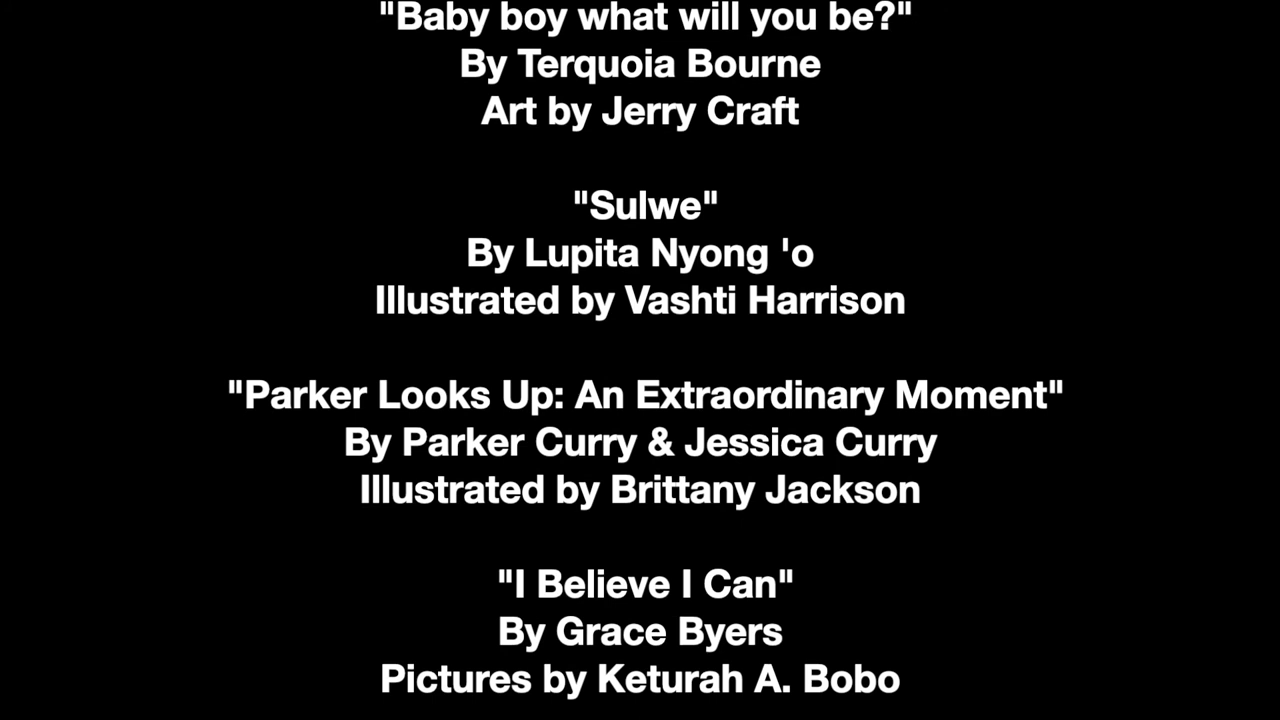 "Baby boy what will you be?"
By Terquoia Bourne
Art by Jerry Craft
"Sulwe"
By Lupita Nyong 'o
Illustrated by Vashti Harrison
"Parker Looks Up: An Extraordinary Moment"
By Parker Curry & Jessica Curry
Illustrated by Brittany Jackson
"I Believe I Can"
By Grace Byers
Pictures by Keturah A. Bobo